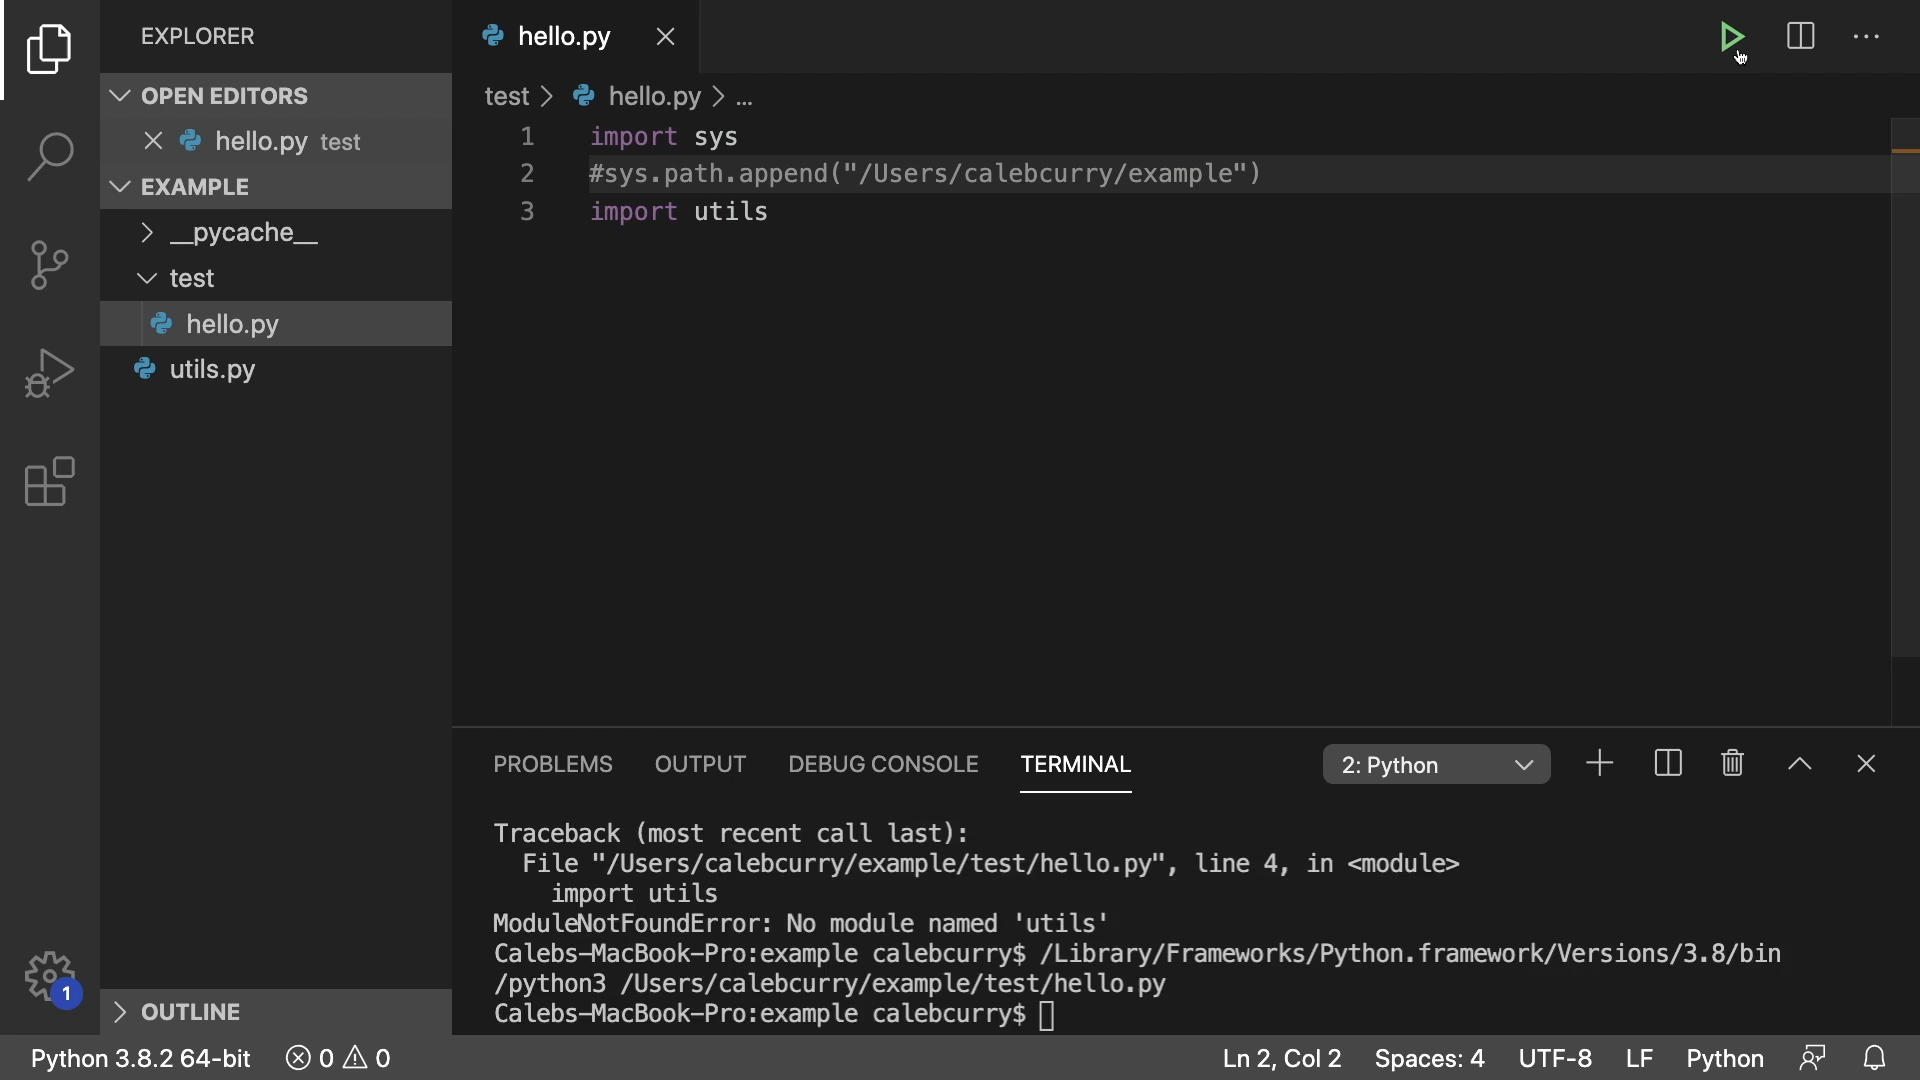 EXPLORER
hello.py
OPEN EDITORS
hello.py test
EXAMPLE
__pycache__
test
hello.py
utils.py
OUTLINE
test > hello.py > ...
1 import sys
2 #sys.path.append("/Users/calebcurry/example")
3 import utils
PROBLEMS OUTPUT DEBUG CONSOLE TERMINAL 2: Python
Traceback (most recent call last):
File "/Users/calebcurry/example/test/hello.py", line 4, in <module>
import utils
ModuleNotFoundError: No module named 'utils'
Calebs-MacBook-Pro:example calebcurry$ /Library/Frameworks/Python.framework/Versions/3.8/bin
/python3 /Users/calebcurry/example/test/hello.py
Calebs-MacBook-Pro:example calebcurry$
1
Python 3.8.2 64-bit 0 0 Ln 2, Col 2 Spaces: 4 UTF-8 LF Python